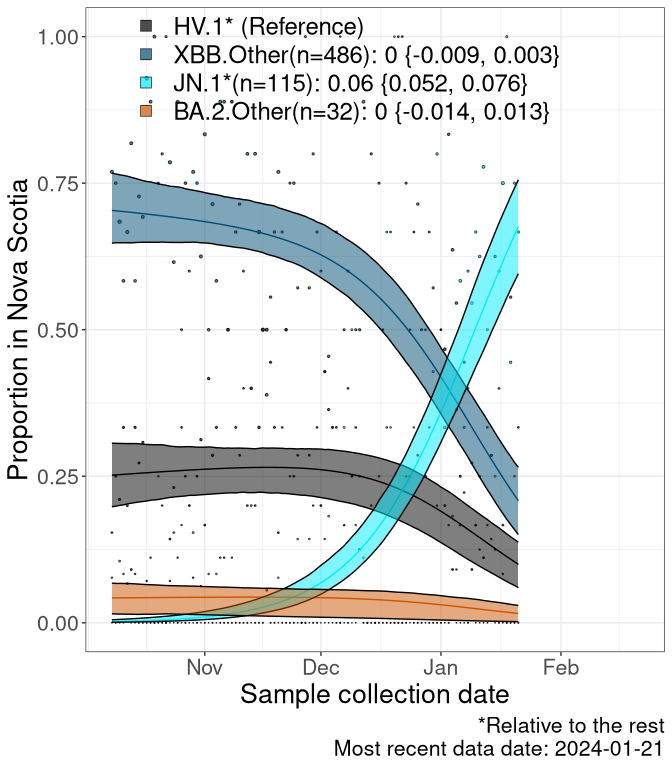 HV.1* (Reference)
XBB.Other(n=486): 0 {-0.009, 0.003}
JN.1*(n=115): 0.06 {0.052, 0.076}
BA.2.Other(n=32): 0 {-0.014, 0.013}
1.00
0.75
0.50
0.25
0.00
Proportion in Nova Scotia
Nov Dec Jan Feb
Sample collection date
*Relative to the rest
Most recent data date: 2024-01-21